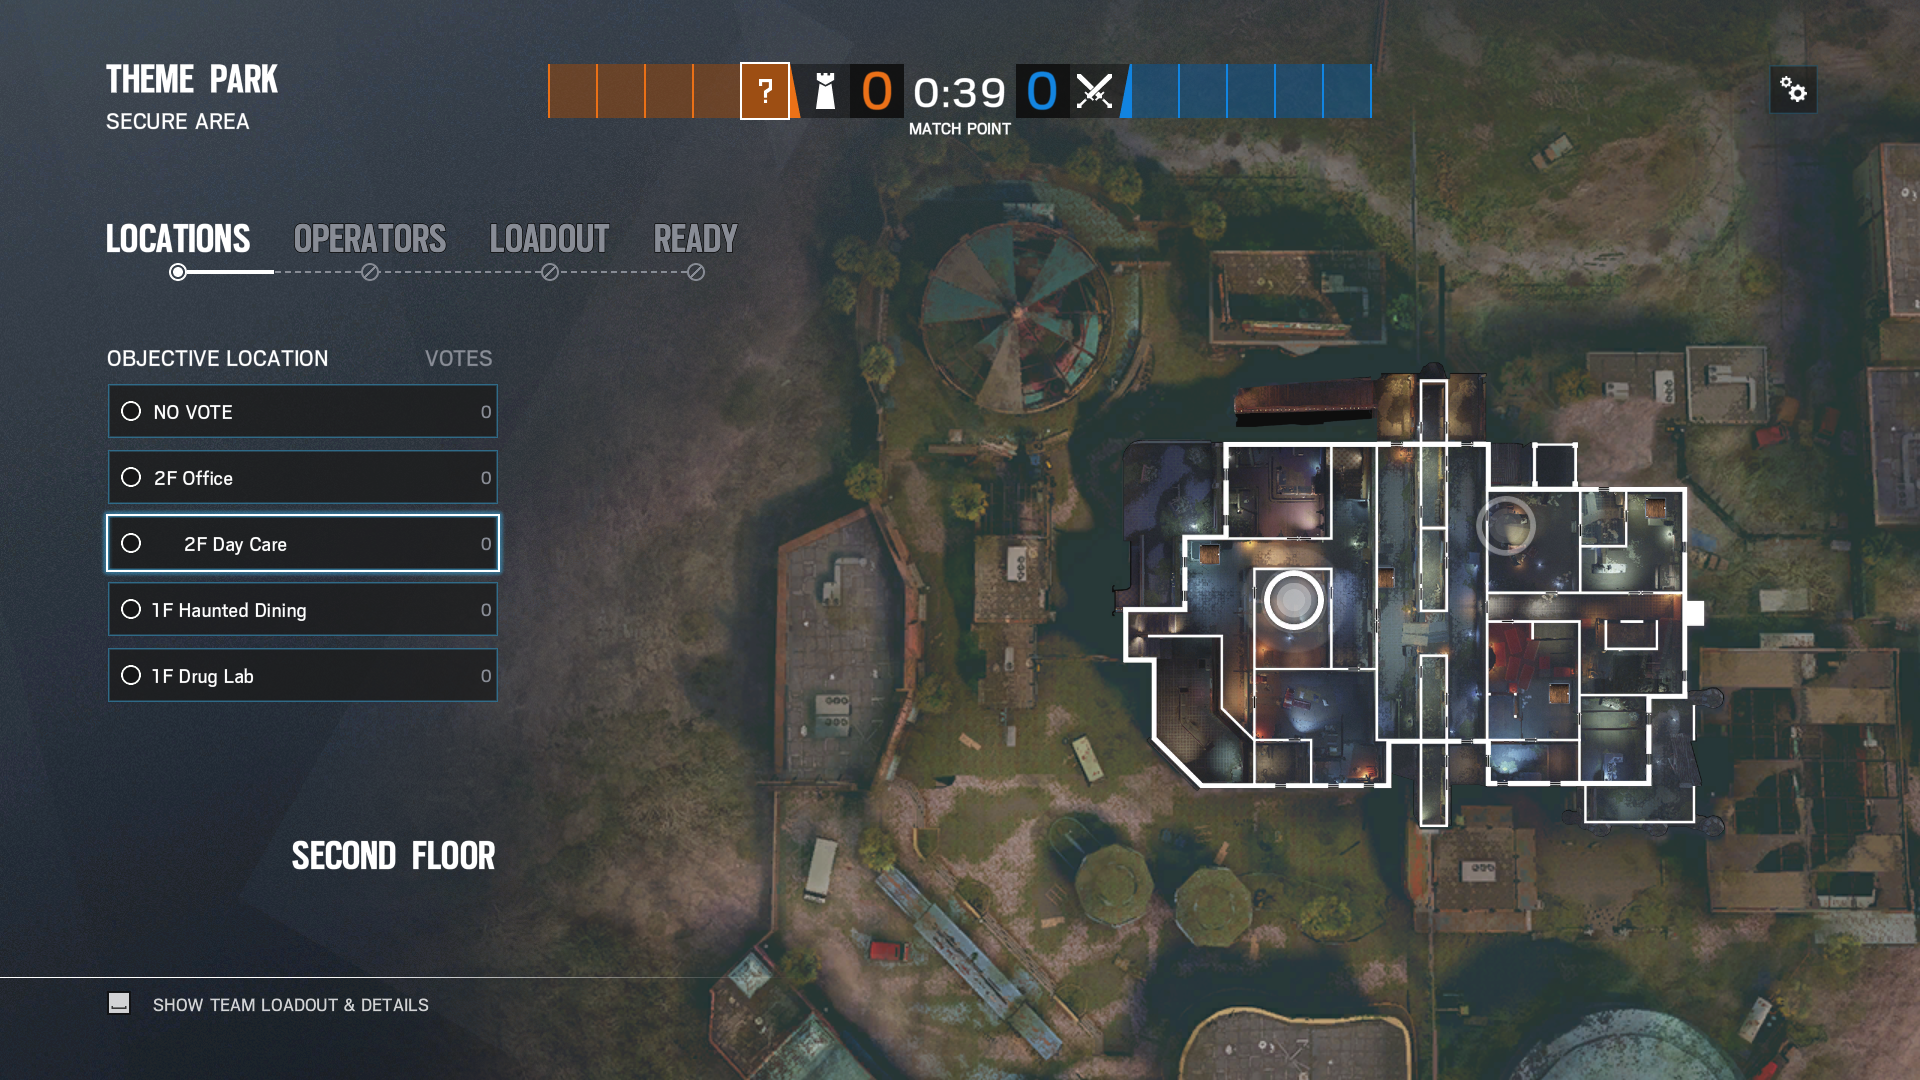 THEME PARK
SECURE AREA
?
0
0:39
0
MATCH POINT
LOCATIONS
OPERATORS
LOADOUT
READY
OBJECTIVE LOCATION
VOTES
NO VOTE
0
2F Office
0
2F Day Care
0
1F Haunted Dining
0
1F Drug Lab
0
SECOND FLOOR
SHOW TEAM LOADOUT & DETAILS